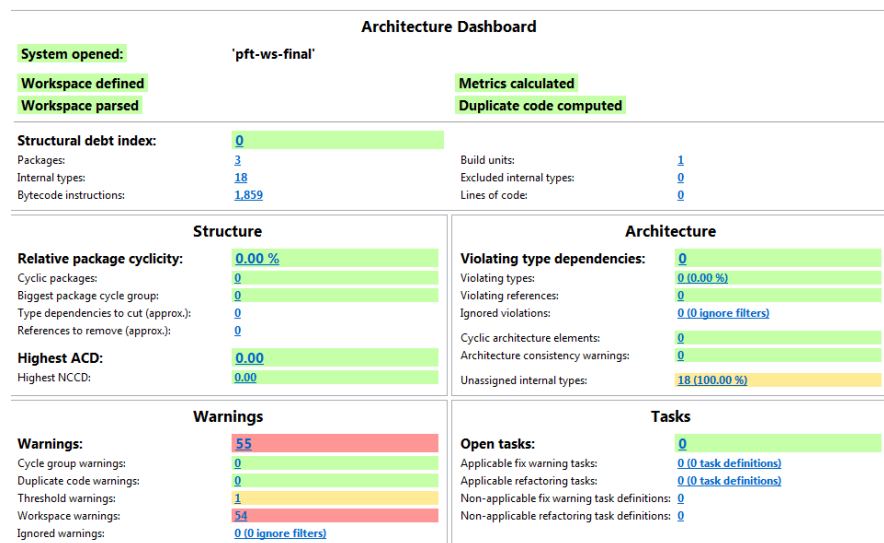 Architecture Dashboard
System opened: 'pft-ws-final'
Workspace defined Metrics calculated
Workspace parsed Duplicate code computed
Structural debt index: 0
Packages: 3 Build units: 1
Internal types: 18 Excluded internal types: 0
Bytecode instructions: 1,859 Lines of code: 0
Structure
Relative package cyclicity: 0.00 %
Cyclic packages: 0
Biggest package cycle group: 0
Type dependencies to cut (approx.): 0
References to remove (approx.): 0
Highest ACD: 0.00
Highest NCCD: 0.00
Architecture
Violating type dependencies: 0
Violating types: 0 (0.00 %)
Violating references: 0
Ignored violations: 0 (0 ignore filters)
Cyclic architecture elements: 0
Architecture consistency warnings: 0
Unassigned internal types: 18 (100.00 %)
Warnings
Warnings: 55
Cycle group warnings: 0
Duplicate code warnings: 0
Threshold warnings: 1
Workspace warnings: 54
Ignored warnings: 0 (0 ignore filters)
Tasks
Open tasks: 0
Applicable fix warning tasks: 0 (0 task definitions)
Applicable refactoring tasks: 0 (0 task definitions)
Non-applicable fix warning task definitions: 0
Non-applicable refactoring task definitions: 0